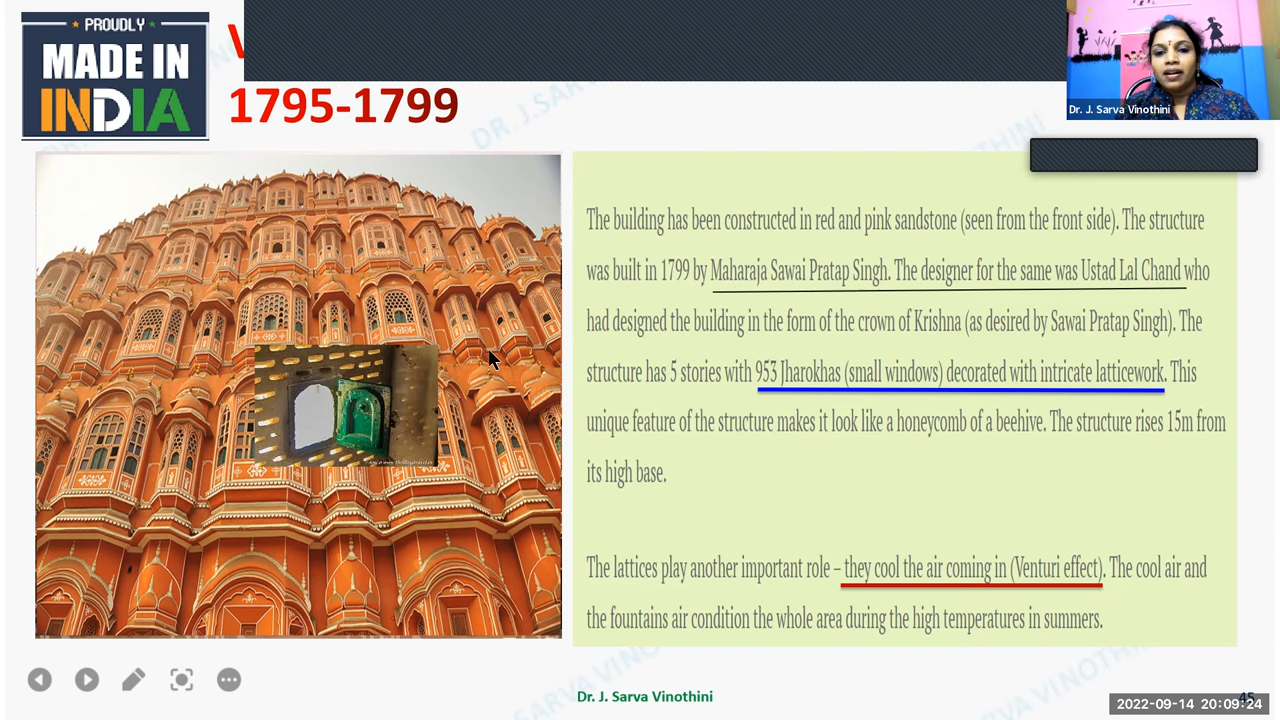 PROUDLY
MADE IN
INDIA
1795-1799
Dr. J. Sarva Vinothini
The building has been constructed in red and pink sandstone (seen from the front side). The structure
was built in 1799 by Maharaja Sawai Pratap Singh. The designer for the same was Ustad Lal Chand who
had designed the building in the form of the crown of Krishna (as desired by Sawai Pratap Singh). The
structure has 5 stories with 953 Jharokhas (small windows) decorated with intricate latticework. This
unique feature of the structure makes it look like a honeycomb of a beehive. The structure rises 15m from
its high base.
The lattices play another important role – they cool the air coming in (Venturi effect). The cool air and
the fountains air condition the whole area during the high temperatures in summers.
Dr. J. Sarva Vinothini
45
2022-09-14 20:09:24